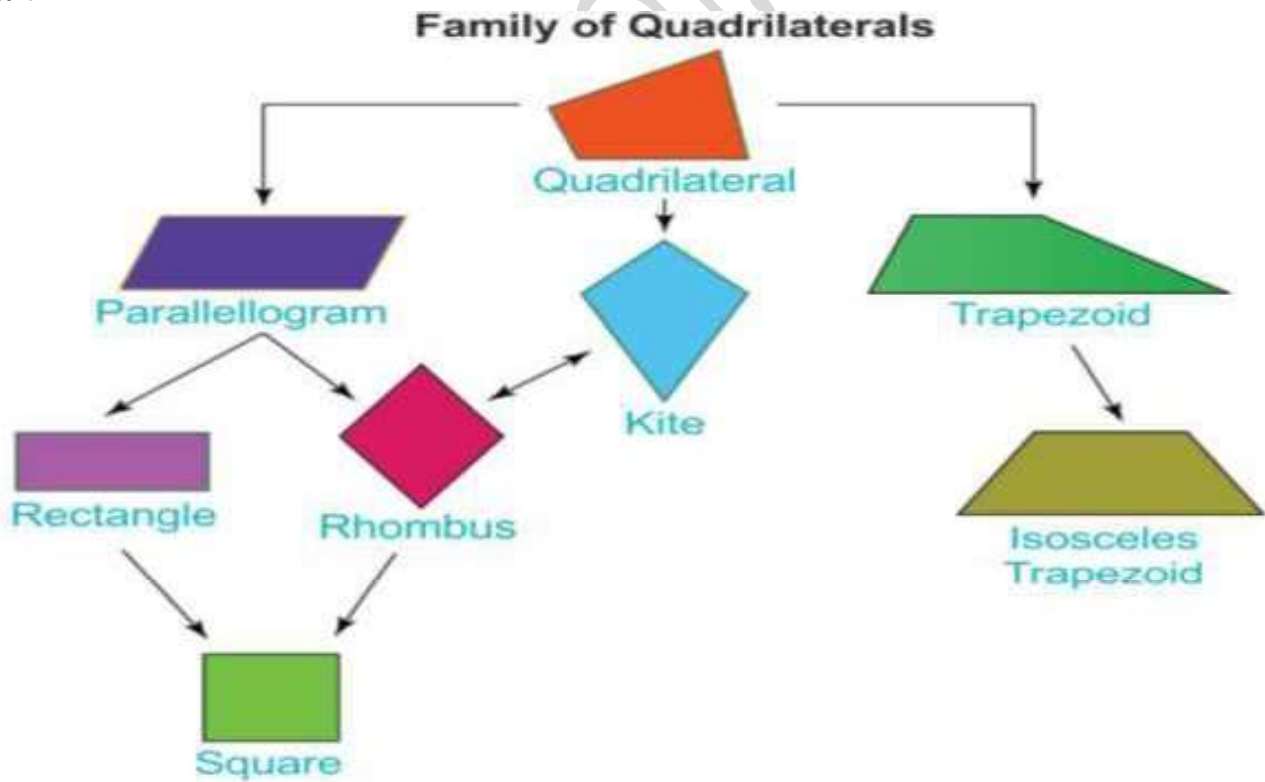 Family of Quadrilaterals
Quadrilateral
Parallellogram
Trapezoid
Kite
Rectangle
Rhombus
Isosceles
Trapezoid
Square